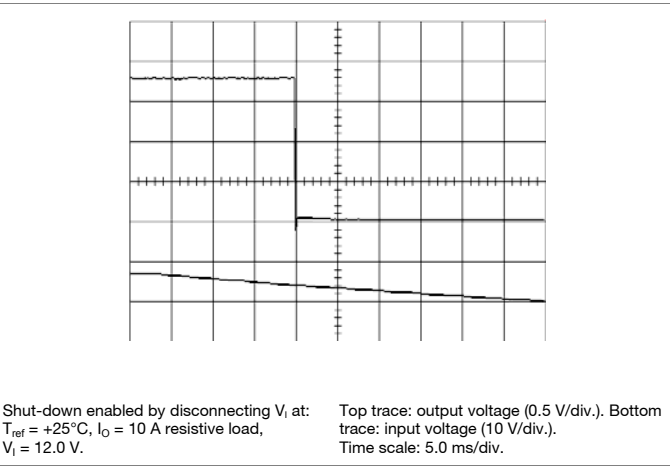 Shut-down enabled by disconnecting VI at:
Tref = +25°C, IO = 10 A resistive load,
VI = 12.0 V.
Top trace: output voltage (0.5 V/div.). Bottom
trace: input voltage (10 V/div.).
Time scale: 5.0 ms/div.